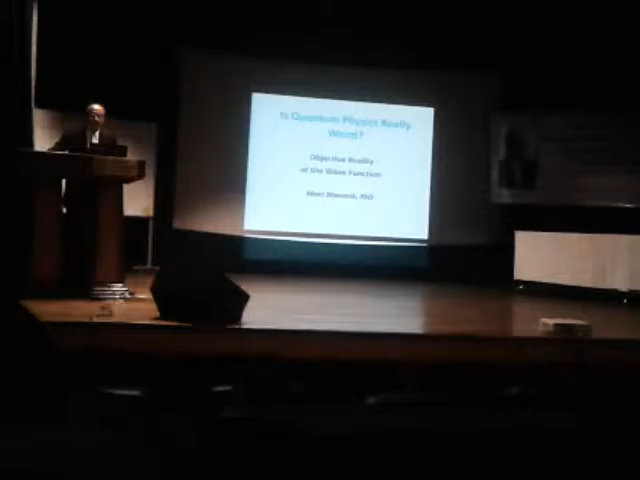 Is Quantum Physics Really
Weird?
Objective Reality
of the Wave Function
PhD